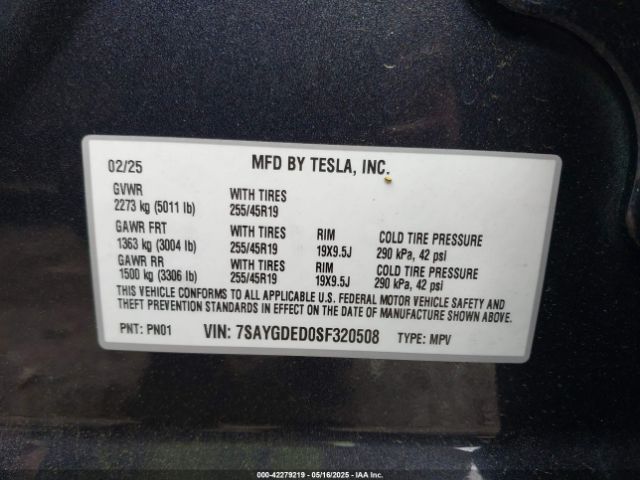 02/25 MFD BY TESLA, INC.
GVWR WITH TIRES
2273 kg (5011 lb) 255/45R19
GAWR FRT WITH TIRES RIM COLD TIRE PRESSURE
1363 kg (3004 lb) 255/45R19 19X9.5J 290 kPa, 42 psi
GAWR RR WITH TIRES RIM COLD TIRE PRESSURE
1500 kg (3306 lb) 255/45R19 19X9.5J 290 kPa, 42 psi
THIS VEHICLE CONFORMS TO ALL APPLICABLE U.S. FEDERAL MOTOR VEHICLE SAFETY AND
THEFT PREVENTION STANDARDS IN EFFECT ON THE DATE OF MANUFACTURE SHOWN ABOVE.
PNT: PN01 VIN: 7SAYGDED0SF320508 TYPE: MPV
000-42279219 - 05/16/2025 - IAA Inc.